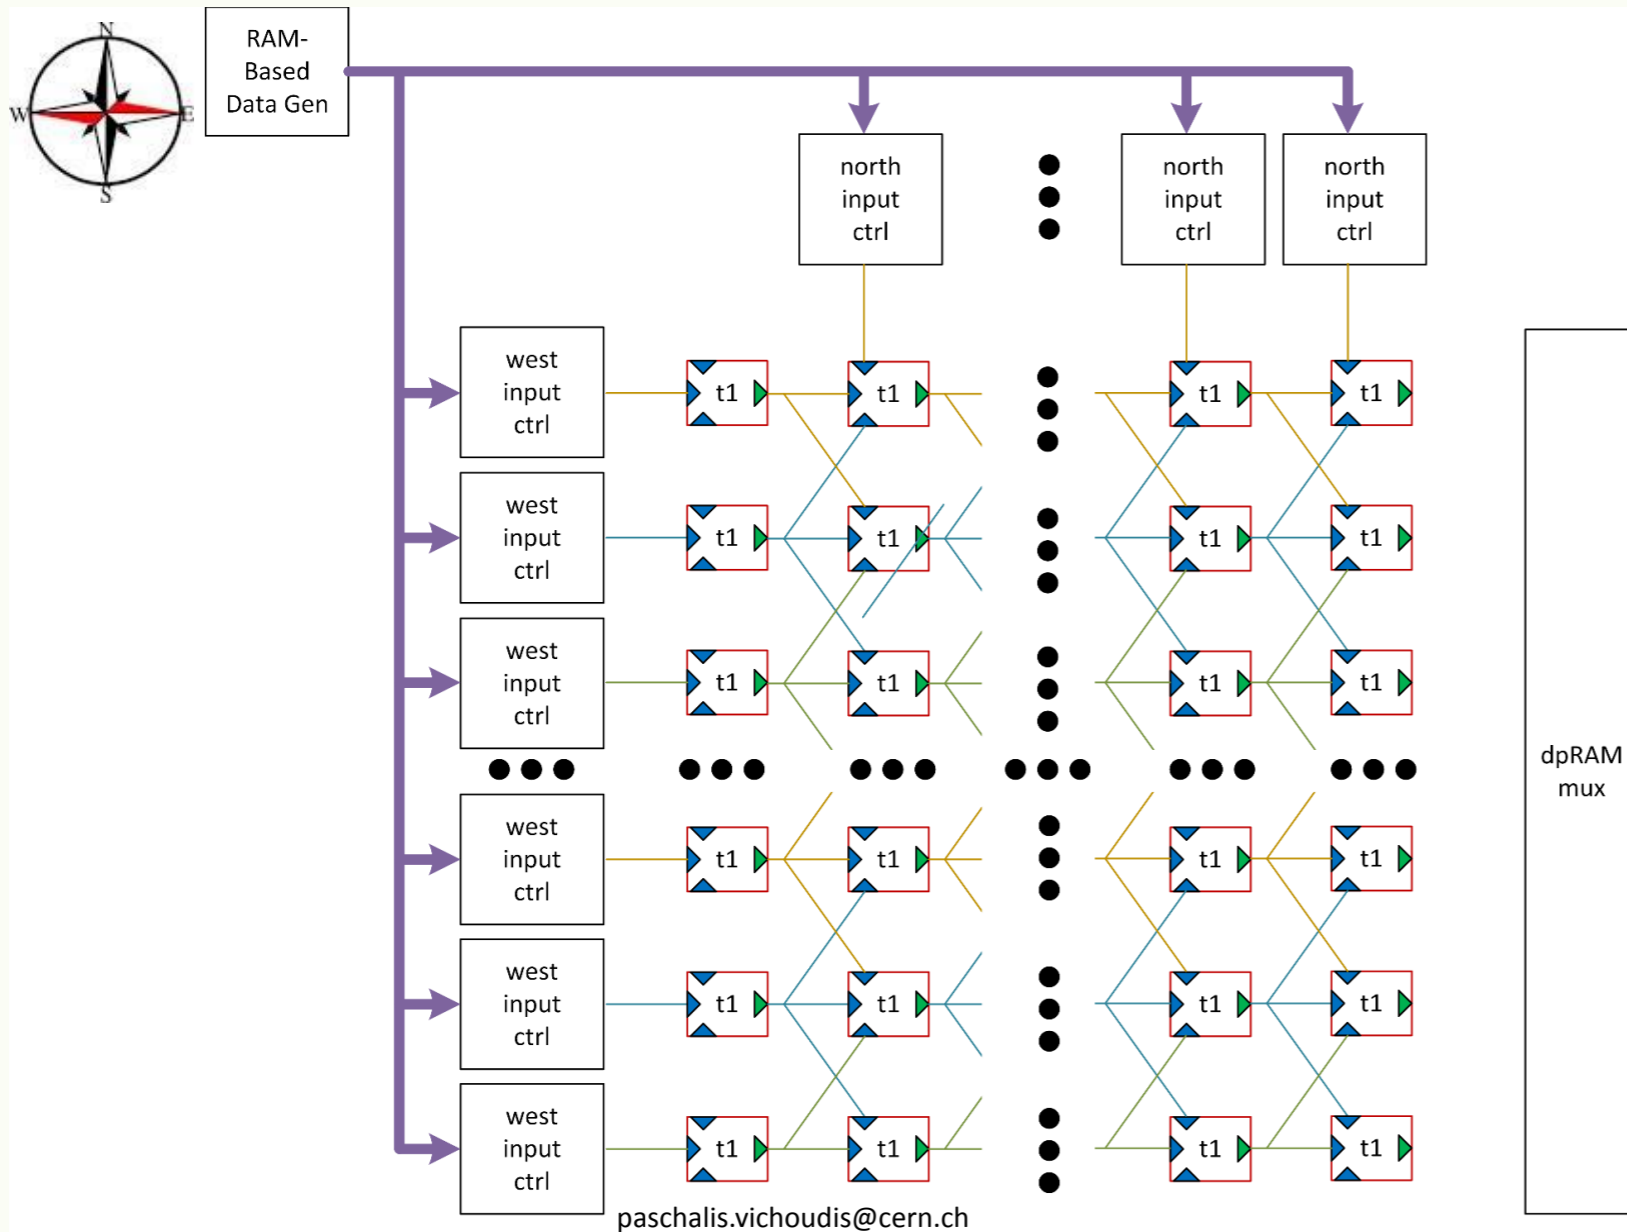 N
W
E
S
RAM-
Based
Data Gen
north
input
ctrl
north
input
ctrl
north
input
ctrl
west
input
ctrl
t1
t1
t1
t1
west
input
ctrl
t1
t1
t1
t1
west
input
ctrl
t1
t1
t1
t1
dpRAM
mux
west
input
ctrl
t1
t1
t1
t1
west
input
ctrl
t1
t1
t1
t1
west
input
ctrl
t1
t1
t1
t1
paschalis.vichoudis@cern.ch